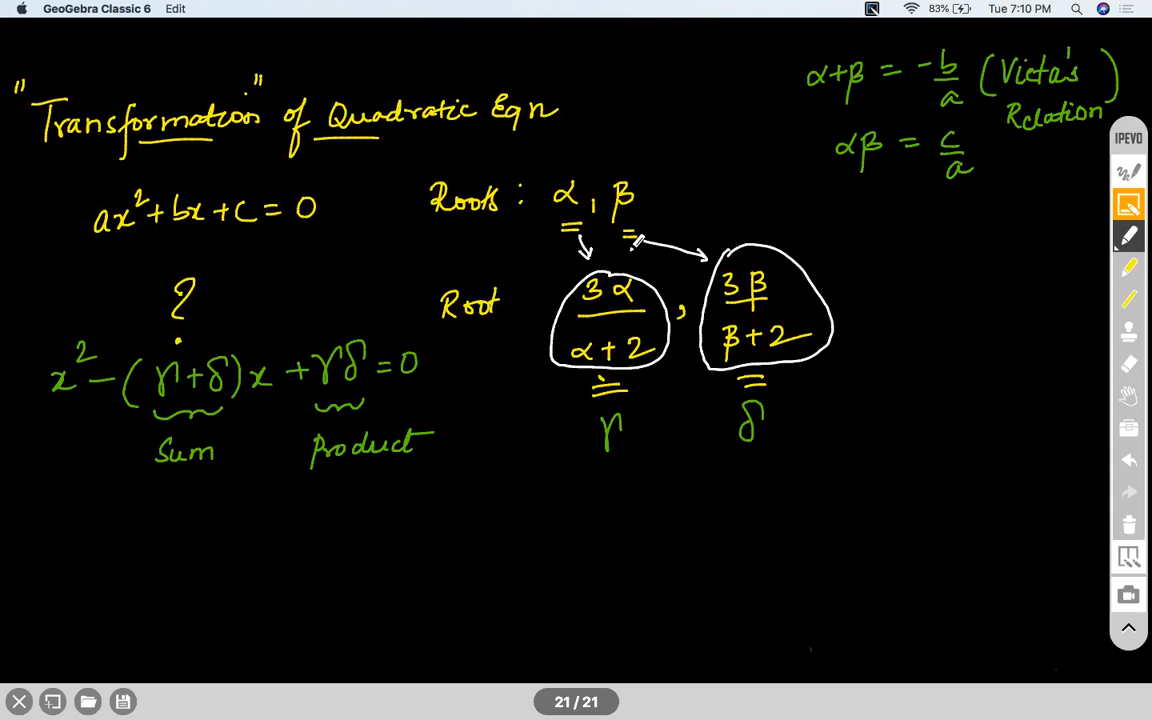 GeoGebra Classic 6 Edit 83% Tue 7:10 PM
"Transformation" of Quadratic Eqn
α+β = -b/a (Vieta's Relation)
αβ = c/a
ax²+bx+c = 0
Roots : α, β
?
Root 3α/α+2 , 3β/β+2
x² - (γ+δ)x + γδ = 0
Sum Product
γ δ
IPEVO
21 / 21